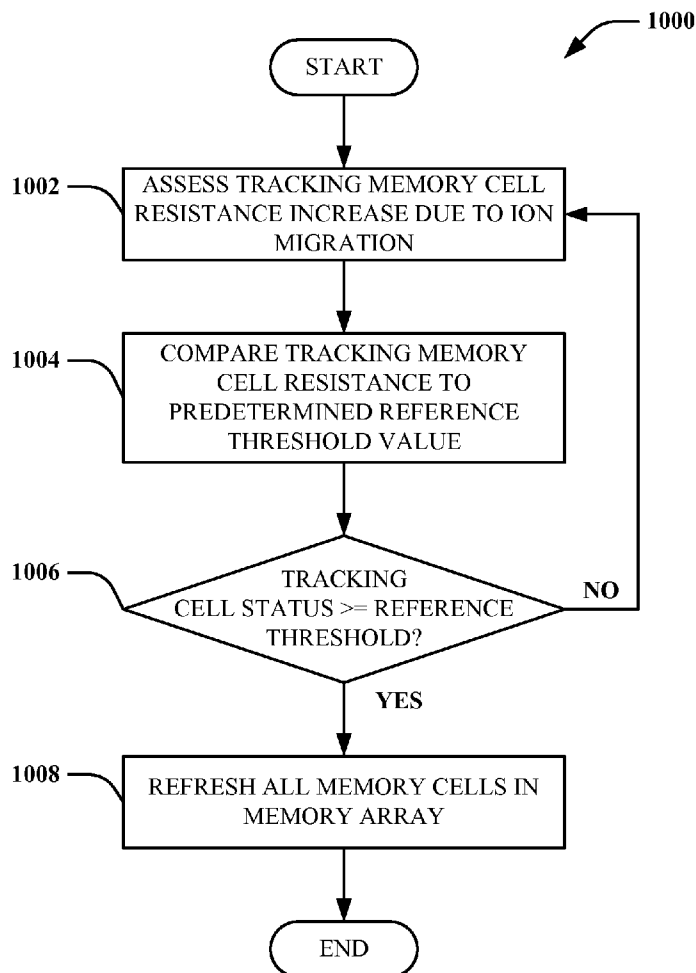 1000
START
1002
ASSESS TRACKING MEMORY CELL
RESISTANCE INCREASE DUE TO ION
MIGRATION
1004
COMPARE TRACKING MEMORY
CELL RESISTANCE TO
PREDETERMINED REFERENCE
THRESHOLD VALUE
1006
TRACKING
CELL STATUS >= REFERENCE
THRESHOLD?
NO
YES
1008
REFRESH ALL MEMORY CELLS IN
MEMORY ARRAY
END